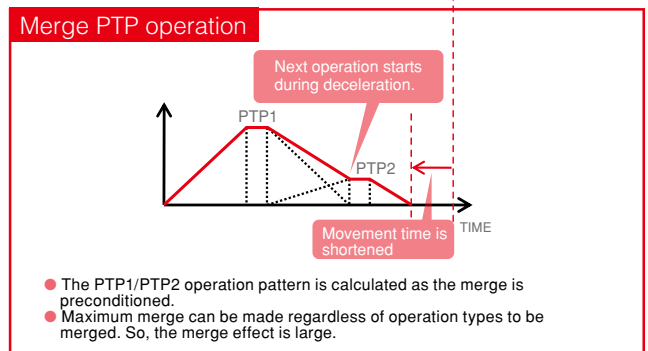 Merge PTP operation
Next operation starts
during deceleration.
PTP1
PTP2
TIME
Movement time is
shortened
● The PTP1/PTP2 operation pattern is calculated as the merge is
preconditioned.
● Maximum merge can be made regardless of operation types to be
merged. So, the merge effect is large.